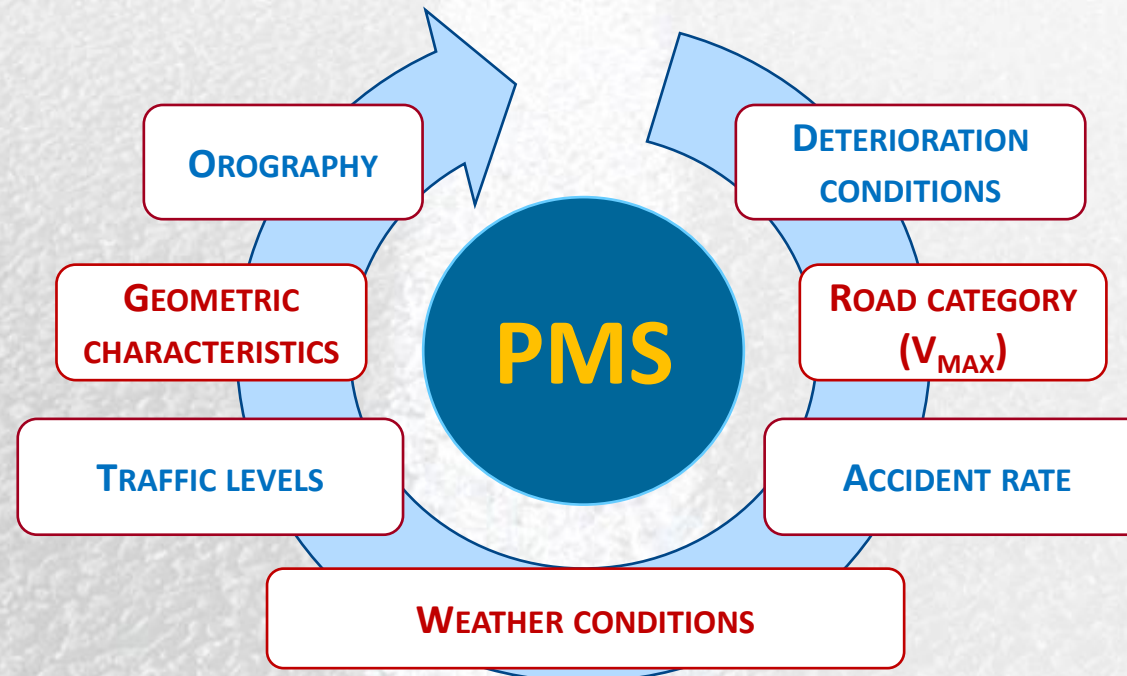 OROGRAPHY
DETERIORATION
CONDITIONS
GEOMETRIC
CHARACTERISTICS
PMS
ROAD CATEGORY
(VMAX)
TRAFFIC LEVELS
ACCIDENT RATE
WEATHER CONDITIONS